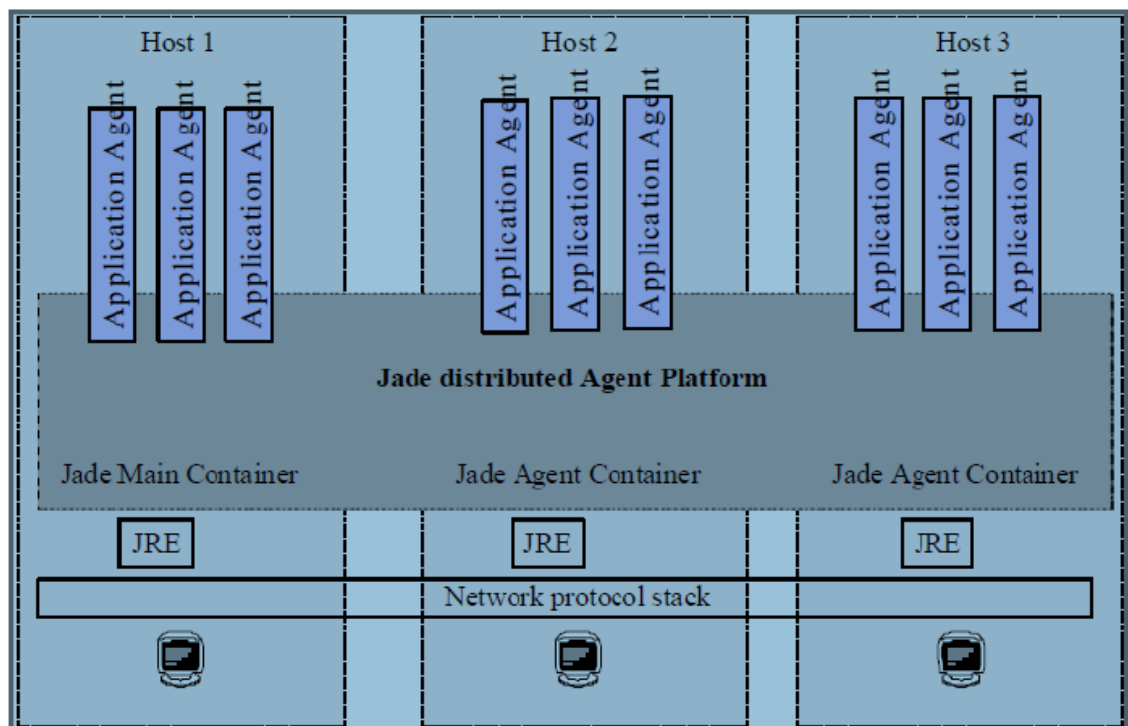 Host 1
Host 2
Host 3
Application Agent
Application Agent
Application Agent
Application Agent
Application Agent
Application Agent
Application Agent
Application Agent
Application Agent
Jade distributed Agent Platform
Jade Main Container
Jade Agent Container
Jade Agent Container
JRE
JRE
JRE
Network protocol stack